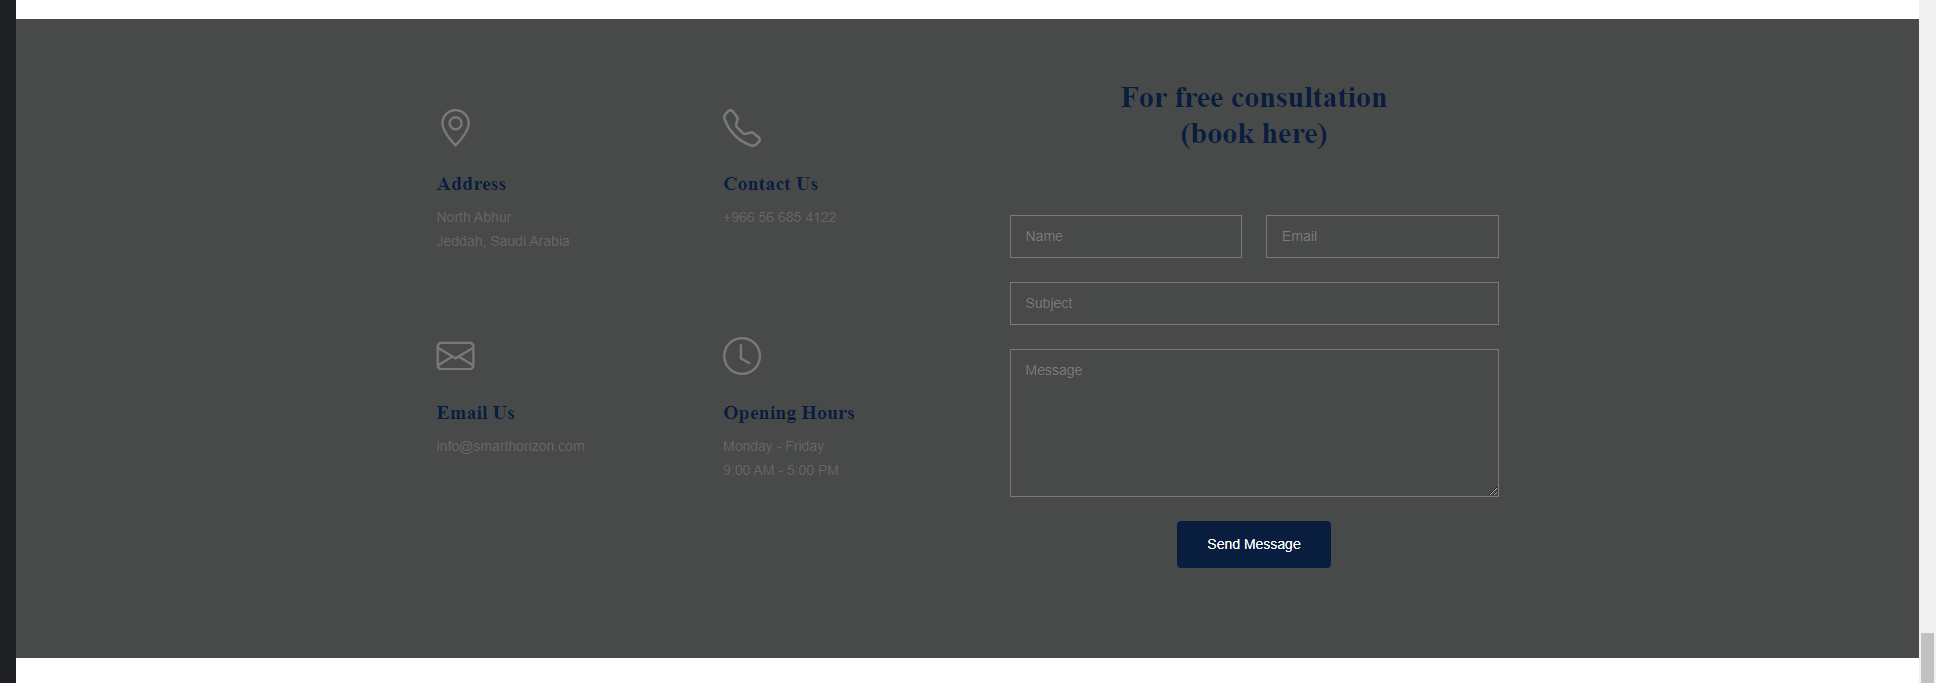 Address
North Abhur
Jeddah, Saudi Arabia
Contact Us
+966 56 685 4122
Email Us
info@smarthorizon.com
Opening Hours
Monday - Friday
9:00 AM - 5:00 PM
For free consultation
(book here)
Name
Email
Subject
Message
Send Message